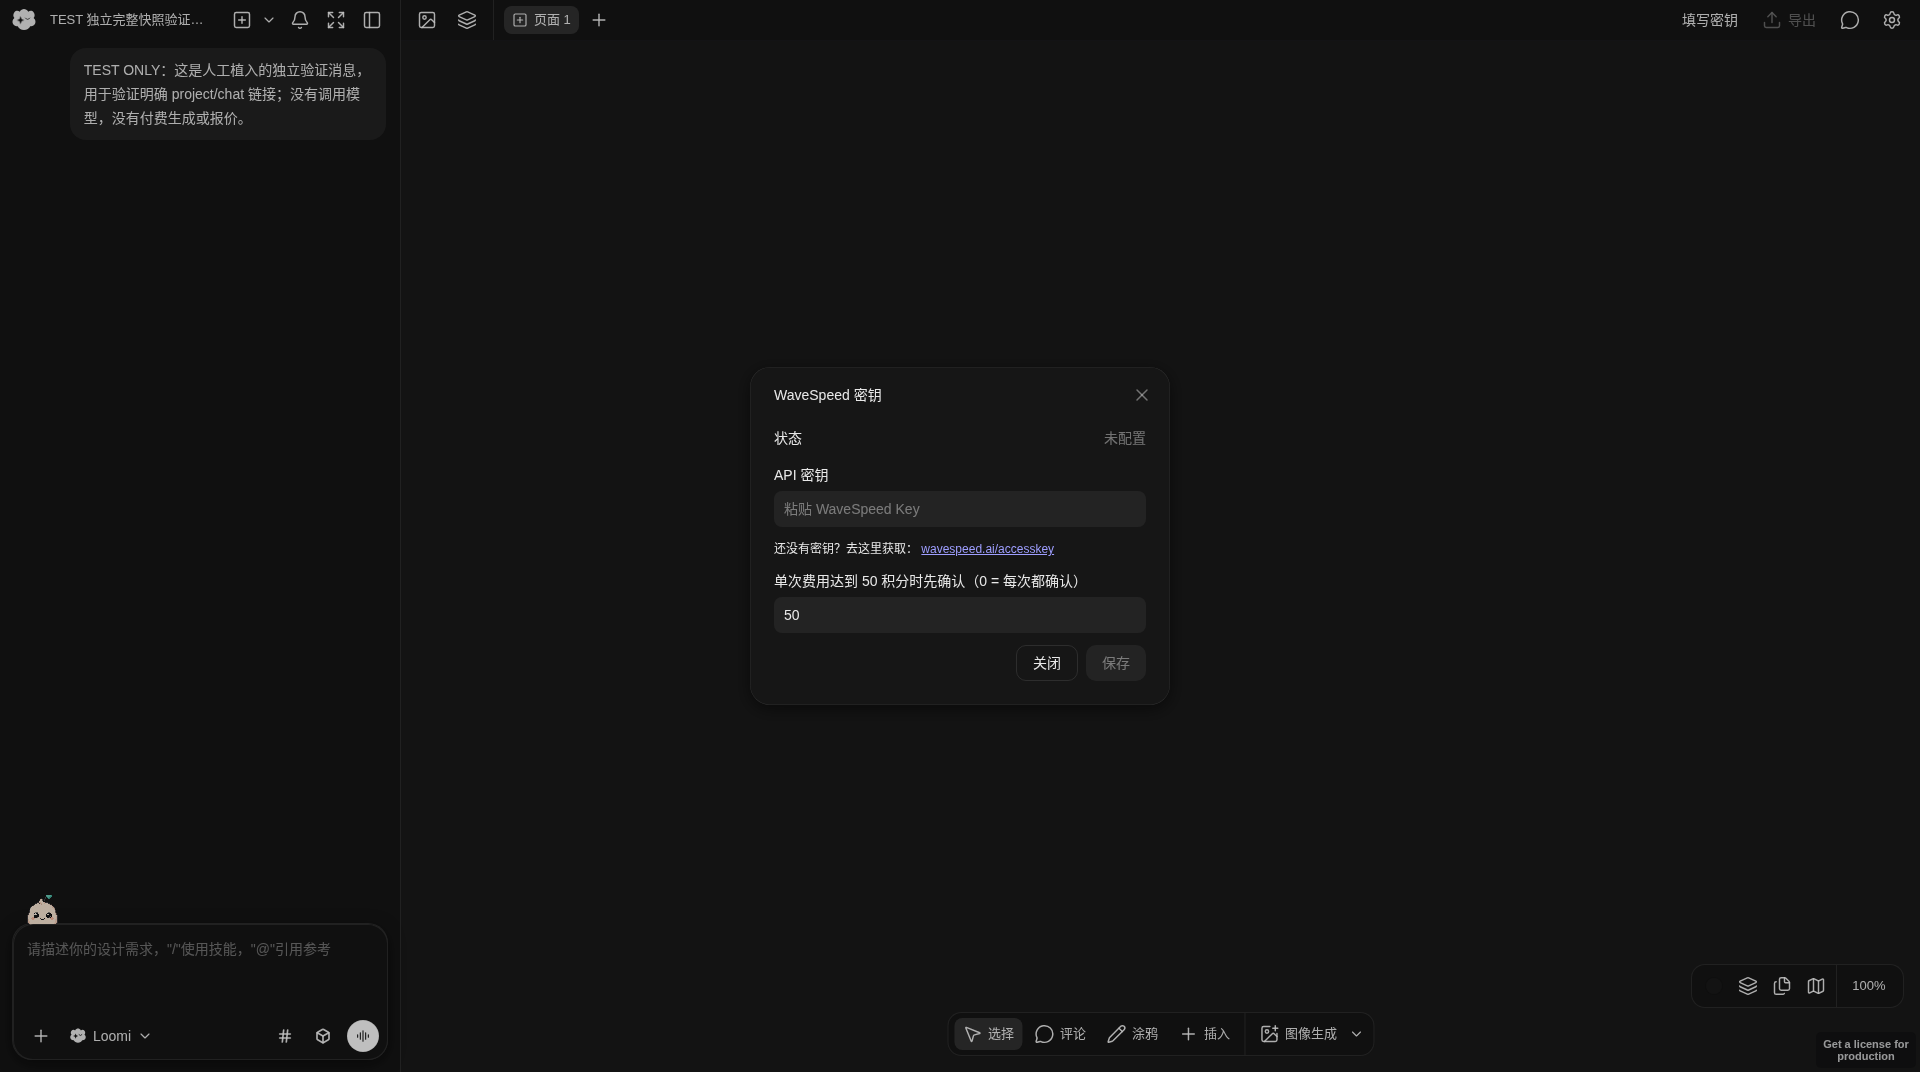 TEST 独立完整快照验证…
页面 1
填写密钥
导出
TEST ONLY：这是人工植入的独立验证消息，
用于验证明确 project/chat 链接；没有调用模
型，没有付费生成或报价。
WaveSpeed 密钥
状态
未配置
API 密钥
粘贴 WaveSpeed Key
还没有密钥？去这里获取： wavespeed.ai/accesskey
单次费用达到 50 积分时先确认（0 = 每次都确认）
50
关闭
保存
请描述你的设计需求，"/"使用技能，"@"引用参考
Loomi
选择
评论
涂鸦
插入
图像生成
100%
Get a license for
production